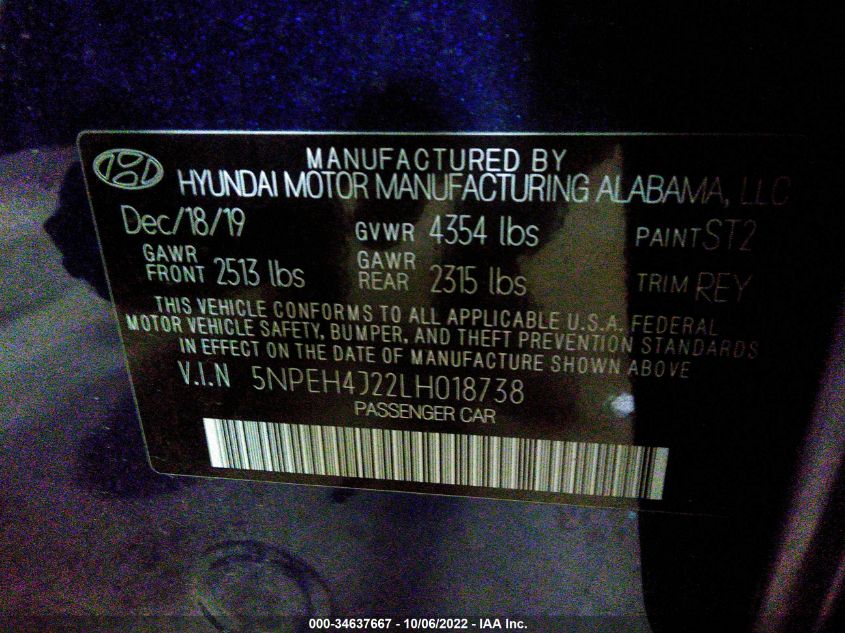 MANUFACTURED BY
HYUNDAI MOTOR MANUFACTURING ALABAMA, LLC
Dec/18/19 GVWR 4354 lbs PAINT ST2
GAWR FRONT 2513 lbs GAWR REAR 2315 lbs TRIM REY
THIS VEHICLE CONFORMS TO ALL APPLICABLE U.S.A. FEDERAL
MOTOR VEHICLE SAFETY, BUMPER, AND THEFT PREVENTION STANDARDS
IN EFFECT ON THE DATE OF MANUFACTURE SHOWN ABOVE
V.I.N 5NPEH4J22LH018738
PASSENGER CAR
000-34637667 - 10/06/2022 - IAA Inc.